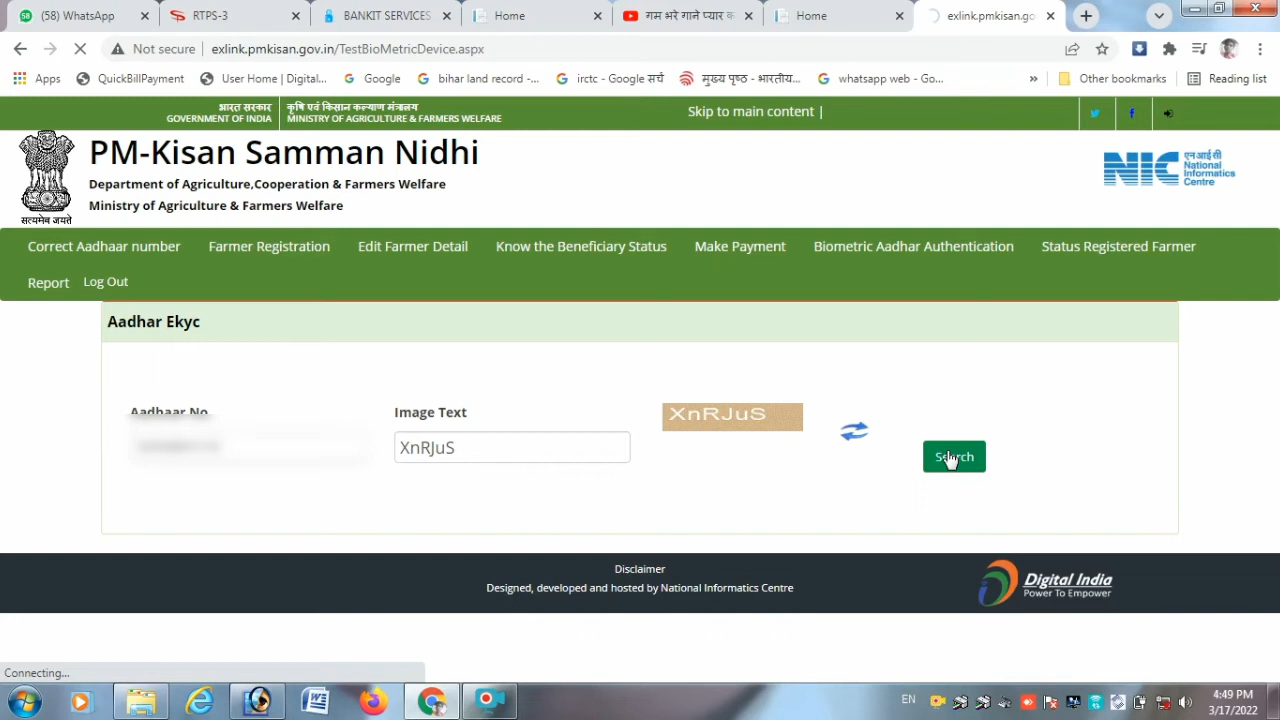 (58) WhatsApp
RTPS-3
BANKIT SERVICES
Home
गम भरे गाने प्यार क
Home
exlink.pmkisan.go
Not secure | exlink.pmkisan.gov.in/TestBioMetricDevice.aspx
Apps
QuickBillPayment
User Home | Digital...
Google
bihar land record -...
irctc - Google सर्च
मुख्य पृष्ठ - भारतीय...
whatsapp web - Go...
»
Other bookmarks
Reading list
भारत सरकार
GOVERNMENT OF INDIA
कृषि एवं किसान कल्याण मंत्रालय
MINISTRY OF AGRICULTURE & FARMERS WELFARE
Skip to main content |
PM-Kisan Samman Nidhi
Department of Agriculture,Cooperation & Farmers Welfare
Ministry of Agriculture & Farmers Welfare
सत्यमेव जयते
NIC
एन आई सी
National
Informatics
Centre
Correct Aadhaar number
Farmer Registration
Edit Farmer Detail
Know the Beneficiary Status
Make Payment
Biometric Aadhar Authentication
Status Registered Farmer
Report
Log Out
Aadhar Ekyc
Aadhaar No
Image Text
XnRJuS
XnRJuS
Search
Disclaimer
Designed, developed and hosted by National Informatics Centre
Digital India
Power To Empower
Connecting...
EN
4:49 PM
3/17/2022